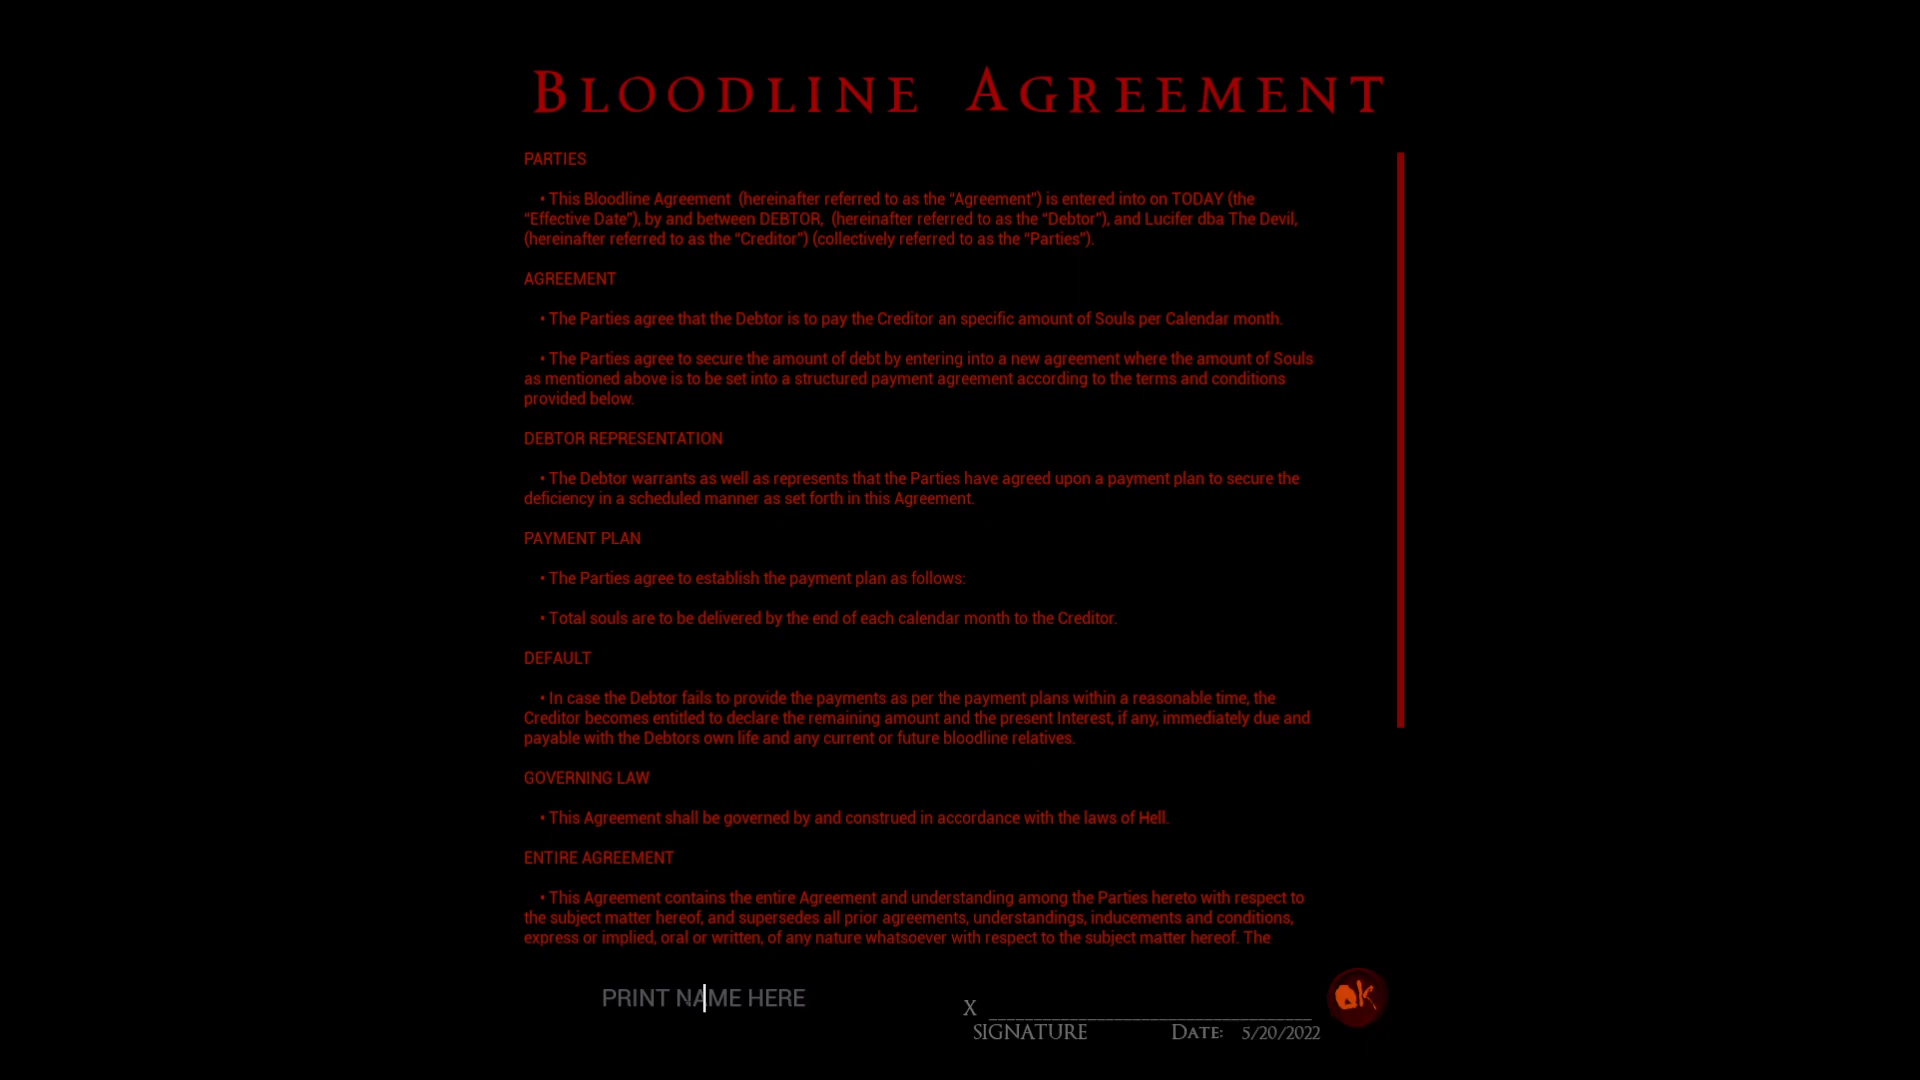 BLOODLINE AGREEMENT
PARTIES
• This Bloodline Agreement  (hereinafter referred to as the “Agreement”) is entered into on TODAY (the
“Effective Date”), by and between DEBTOR,  (hereinafter referred to as the “Debtor”), and Lucifer dba The Devil,
(hereinafter referred to as the “Creditor”) (collectively referred to as the “Parties”).
AGREEMENT
• The Parties agree that the Debtor is to pay the Creditor an specific amount of Souls per Calendar month.
• The Parties agree to secure the amount of debt by entering into a new agreement where the amount of Souls
as mentioned above is to be set into a structured payment agreement according to the terms and conditions
provided below.
DEBTOR REPRESENTATION
• The Debtor warrants as well as represents that the Parties have agreed upon a payment plan to secure the
deficiency in a scheduled manner as set forth in this Agreement.
PAYMENT PLAN
• The Parties agree to establish the payment plan as follows:
• Total souls are to be delivered by the end of each calendar month to the Creditor.
DEFAULT
• In case the Debtor fails to provide the payments as per the payment plans within a reasonable time, the
Creditor becomes entitled to declare the remaining amount and the present Interest, if any, immediately due and
payable with the Debtors own life and any current or future bloodline relatives.
GOVERNING LAW
• This Agreement shall be governed by and construed in accordance with the laws of Hell.
ENTIRE AGREEMENT
• This Agreement contains the entire Agreement and understanding among the Parties hereto with respect to
the subject matter hereof, and supersedes all prior agreements, understandings, inducements and conditions,
express or implied, oral or written, of any nature whatsoever with respect to the subject matter hereof. The
PRINT NAME HERE
X ____________________________________
ok
SIGNATURE DATE: 5/20/2022